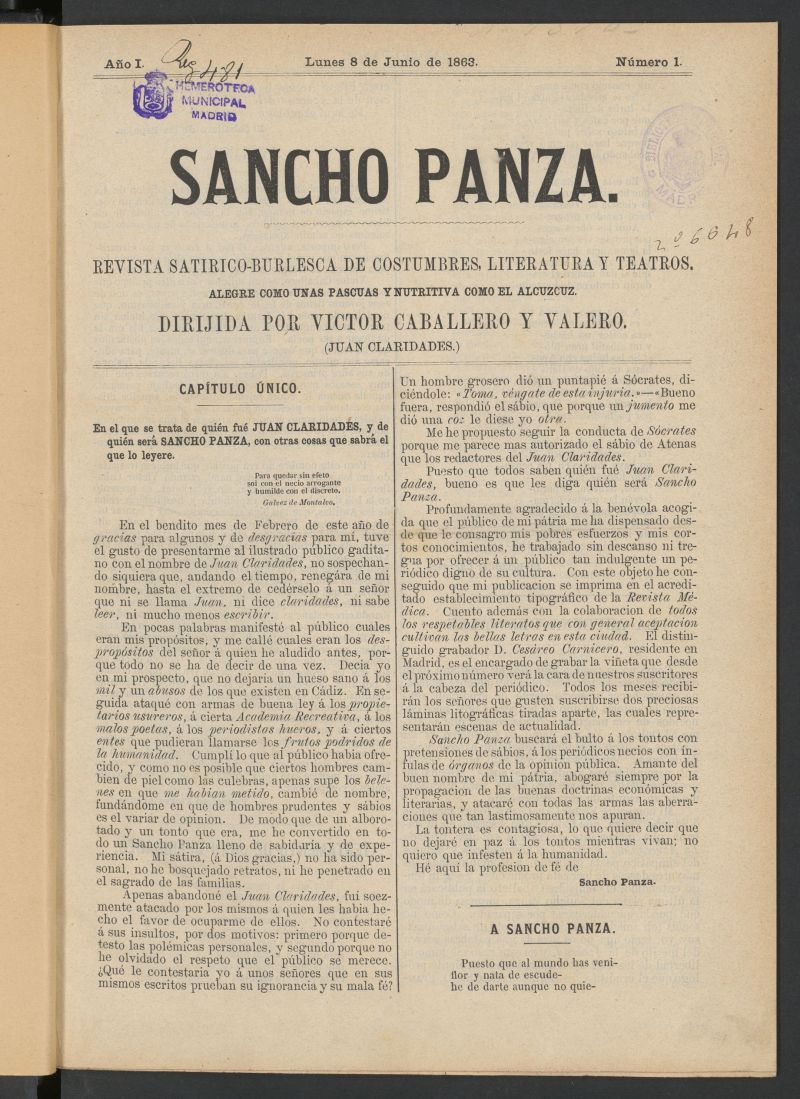 Año I.
Lunes 8 de Junio de 1863.
Número 1.
481
HEMEROTECA
MUNICIPAL
MADRID
SANCHO PANZA.
nº 6048
REVISTA SATIRICO-BURLESCA DE COSTUMBRES, LITERATURA Y TEATROS.
ALEGRE COMO UNAS PASCUAS Y NUTRITIVA COMO EL ALCUZCUZ.
DIRIJIDA POR VICTOR CABALLERO Y VALERO.
(JUAN CLARIDADES.)
CAPÍTULO ÚNICO.
En el que se trata de quién fué JUAN CLARIDADES, y de
quién será SANCHO PANZA, con otras cosas que sabrá el
que lo leyere.
Para quedar sin efeto
soi con el necio arrogante
y humilde con el discreto.
Galvez de Montalvo.
En el bendito mes de Febrero de este año de
gracias para algunos y de desgracias para mí, tuve
el gusto de presentarme al ilustrado público gadita-
no con el nombre de Juan Claridades, no sospechan-
do siquiera que, andando el tiempo, renegára de mi
nombre, hasta el extremo de cedérselo á un señor
que ni se llama Juan, ni dice claridades, ni sabe
leer, ni mucho menos escribir.
En pocas palabras manifesté al público cuales
eran mis propósitos, y me callé cuales eran los des-
propósitos del señor á quien he aludido antes, por-
que todo no se ha de decir de una vez. Decia yo
en mi prospecto, que no dejaria un hueso sano á los
mil y un abusos de los que existen en Cádiz. En se-
guida ataqué con armas de buena ley á los propie-
tarios usureros, á cierta Academia Recreativa, á los
malos poetas, á los periodistas hueros, y á ciertos
entes que pudieran llamarse los frutos podridos de
la humanidad. Cumplí lo que al público habia ofre-
cido, y como no es posible que ciertos hombres cam-
bien de piel como las culebras, apenas supe los bele-
nes en que me habian metido, cambié de nombre,
fundándome en que de hombres prudentes y sábios
es el variar de opinion. De modo que de un alboro-
tado y un tonto que era, me he convertido en to-
do un Sancho Panza lleno de sabiduría y de expe-
riencia. Mi sátira, (á Dios gracias,) no ha sido per-
sonal, no he bosquejado retratos, ni he penetrado en
el sagrado de las familias.
Apenas abandoné el Juan Claridades, fuí soez-
mente atacado por los mismos á quien les habia he-
cho el favor de ocuparme de ellos. No contestaré
á sus insultos, por dos motivos: primero porque de-
testo las polémicas personales, y segundo porque no
he olvidado el respeto que el público se merece.
¿Qué le contestaria yo á unos señores que en sus
mismos escritos prueban su ignorancia y su mala fé?
Un hombre grosero dió un puntapié á Sócrates, di-
ciéndole: «Toma, véngate de esta injuria.»—«Bueno
fuera, respondió el sábio, que porque un jumento me
dió una coz le diese yo otra.
Me he propuesto seguir la conducta de Sócrates
porque me parece mas autorizado el sábio de Atenas
que los redactores del Juan Claridades.
Puesto que todos saben quién fué Juan Clari-
dades, bueno es que les diga quién será Sancho
Panza.
Profundamente agradecido á la benévola acogi-
da que el público de mi pátria me ha dispensado des-
de que le consagro mis pobres esfuerzos y mis cor-
tos conocimientos, he trabajado sin descanso ni tre-
gua por ofrecer á un público tan indulgente un pe-
riódico digno de su cultura. Con este objeto he con-
seguido que mi publicacion se imprima en el acredi-
tado establecimiento tipográfico de la Revista Mé-
dica. Cuento además con la colaboracion de todos
los respetables literatos que con general aceptacion
cultivan las bellas letras en esta ciudad. El distin-
guido grabador D. Cesáreo Carnicero, residente en
Madrid, es el encargado de grabar la viñeta que desde
el próximo número verá la cara de nuestros suscritores
á la cabeza del periódico. Todos los meses recibi-
rán los señores que gusten suscribirse dos preciosas
láminas litográficas tiradas aparte, las cuales repre-
sentarán escenas de actualidad.
Sancho Panza buscará el bulto á los tontos con
pretensiones de sábios, á los periódicos necios con ín-
fulas de órganos de la opinion pública. Amante del
buen nombre de mi pátria, abogaré siempre por la
propagacion de las buenas doctrinas económicas y
literarias, y atacaré con todas las armas las aberra-
ciones que tan lastimosamente nos apuran.
La tontera es contagiosa, lo que quiere decir que
no dejaré en paz á los tontos mientras vivan; no
quiero que infesten á la humanidad.
Hé aquí la profesion de fé de
Sancho Panza.
A SANCHO PANZA.
Puesto que al mundo has veni-
flor y nata de escude-
he de darte aunque no quie-